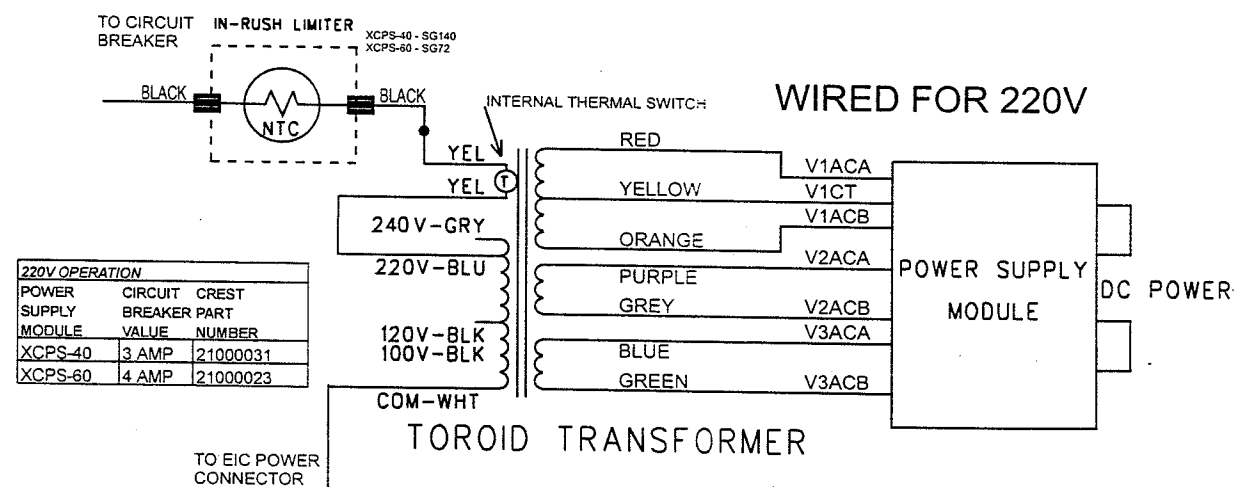 TO CIRCUIT
BREAKER
IN-RUSH LIMITER
XCPS-40 - SG140
XCPS-60 - SG72
BLACK
NTC
BLACK
INTERNAL THERMAL SWITCH
WIRED FOR 220V
YEL
T
YEL
240V-GRY
220V-BLU
120V-BLK
100V-BLK
COM-WHT
RED
YELLOW
ORANGE
PURPLE
GREY
BLUE
GREEN
V1ACA
V1CT
V1ACB
V2ACA
V2ACB
V3ACA
V3ACB
POWER SUPPLY
MODULE
DC POWER
220V OPERATION
POWER SUPPLY MODULE
CIRCUIT BREAKER VALUE
CREST PART NUMBER
XCPS-40 3 AMP 21000031
XCPS-60 4 AMP 21000023
TOROID TRANSFORMER
TO EIC POWER
CONNECTOR